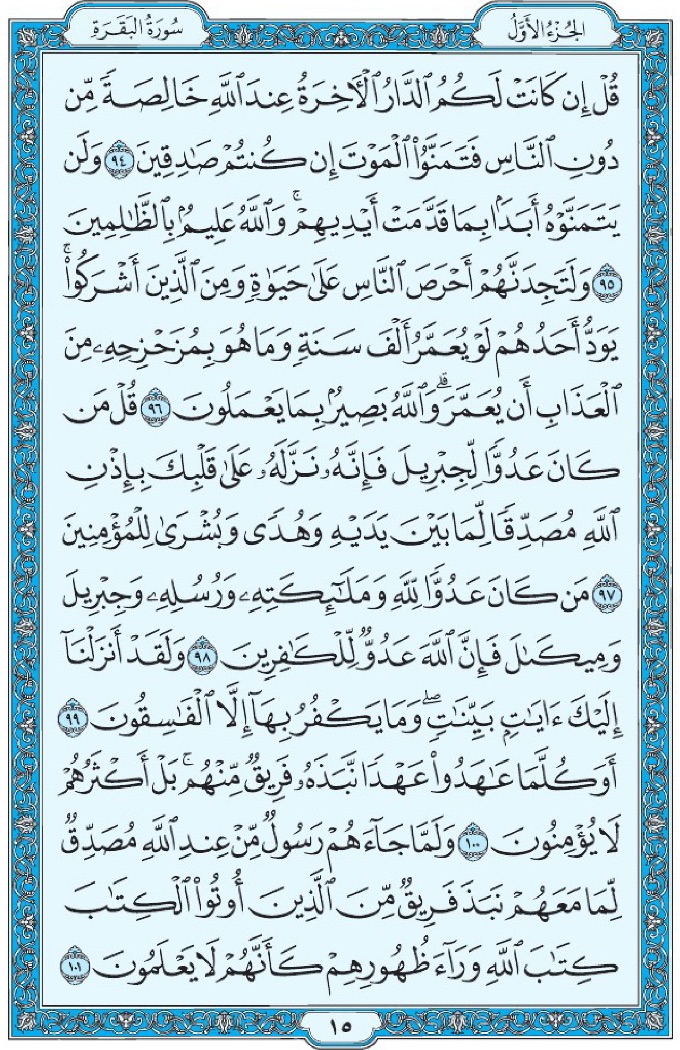 الجُزْءُ الأَوَّلُ
سُورَةُ البَقَرَةِ
قُلْ إِن كَانَتْ لَكُمُ ٱلدَّارُ ٱلْأَخِرَةُ عِندَ ٱللَّهِ خَالِصَةً مِّن
دُونِ ٱلنَّاسِ فَتَمَنَّوُا۟ ٱلْمَوْتَ إِن كُنتُمْ صَٰدِقِينَ ٩٤ وَلَن
يَتَمَنَّوْهُ أَبَدًۢا بِمَا قَدَّمَتْ أَيْدِيهِمْ ۚ وَٱللَّهُ عَلِيمٌۢ بِٱلظَّٰلِمِينَ
٩٥ وَلَتَجِدَنَّهُمْ أَحْرَصَ ٱلنَّاسِ عَلَىٰ حَيَوٰةٍ وَمِنَ ٱلَّذِينَ أَشْرَكُوا۟ ۚ
يَوَدُّ أَحَدُهُمْ لَوْ يُعَمَّرُ أَلْفَ سَنَةٍ وَمَا هُوَ بِمُزَحْزِحِهِۦ مِنَ
ٱلْعَذَابِ أَن يُعَمَّرَ ۗ وَٱللَّهُ بَصِيرٌۢ بِمَا يَعْمَلُونَ ٩٦ قُلْ مَن
كَانَ عَدُوًّا لِّجِبْرِيلَ فَإِنَّهُۥ نَزَّلَهُۥ عَلَىٰ قَلْبِكَ بِإِذْنِ
ٱللَّهِ مُصَدِّقًا لِّمَا بَيْنَ يَدَيْهِ وَهُدًى وَبُشْرَىٰ لِلْمُؤْمِنِينَ
٩٧ مَن كَانَ عَدُوًّا لِّلَّهِ وَمَلَٰٓئِكَتِهِۦ وَرُسُلِهِۦ وَجِبْرِيلَ
وَمِيكَىٰلَ فَإِنَّ ٱللَّهَ عَدُوٌّ لِّلْكَٰفِرِينَ ٩٨ وَلَقَدْ أَنزَلْنَآ
إِلَيْكَ ءَايَٰتٍۭ بَيِّنَٰتٍ ۖ وَمَا يَكْفُرُ بِهَآ إِلَّا ٱلْفَٰسِقُونَ ٩٩
أَوَكُلَّمَا عَٰهَدُوا۟ عَهْدًا نَّبَذَهُۥ فَرِيقٌ مِّنْهُم ۚ بَلْ أَكْثَرُهُمْ
لَا يُؤْمِنُونَ ١٠٠ وَلَمَّا جَآءَهُمْ رَسُولٌ مِّنْ عِندِ ٱللَّهِ مُصَدِّقٌ
لِّمَا مَعَهُمْ نَبَذَ فَرِيقٌ مِّنَ ٱلَّذِينَ أُوتُوا۟ ٱلْكِتَٰبَ
كِتَٰبَ ٱللَّهِ وَرَآءَ ظُهُورِهِمْ كَأَنَّهُمْ لَا يَعْلَمُونَ ١٠١
١٥